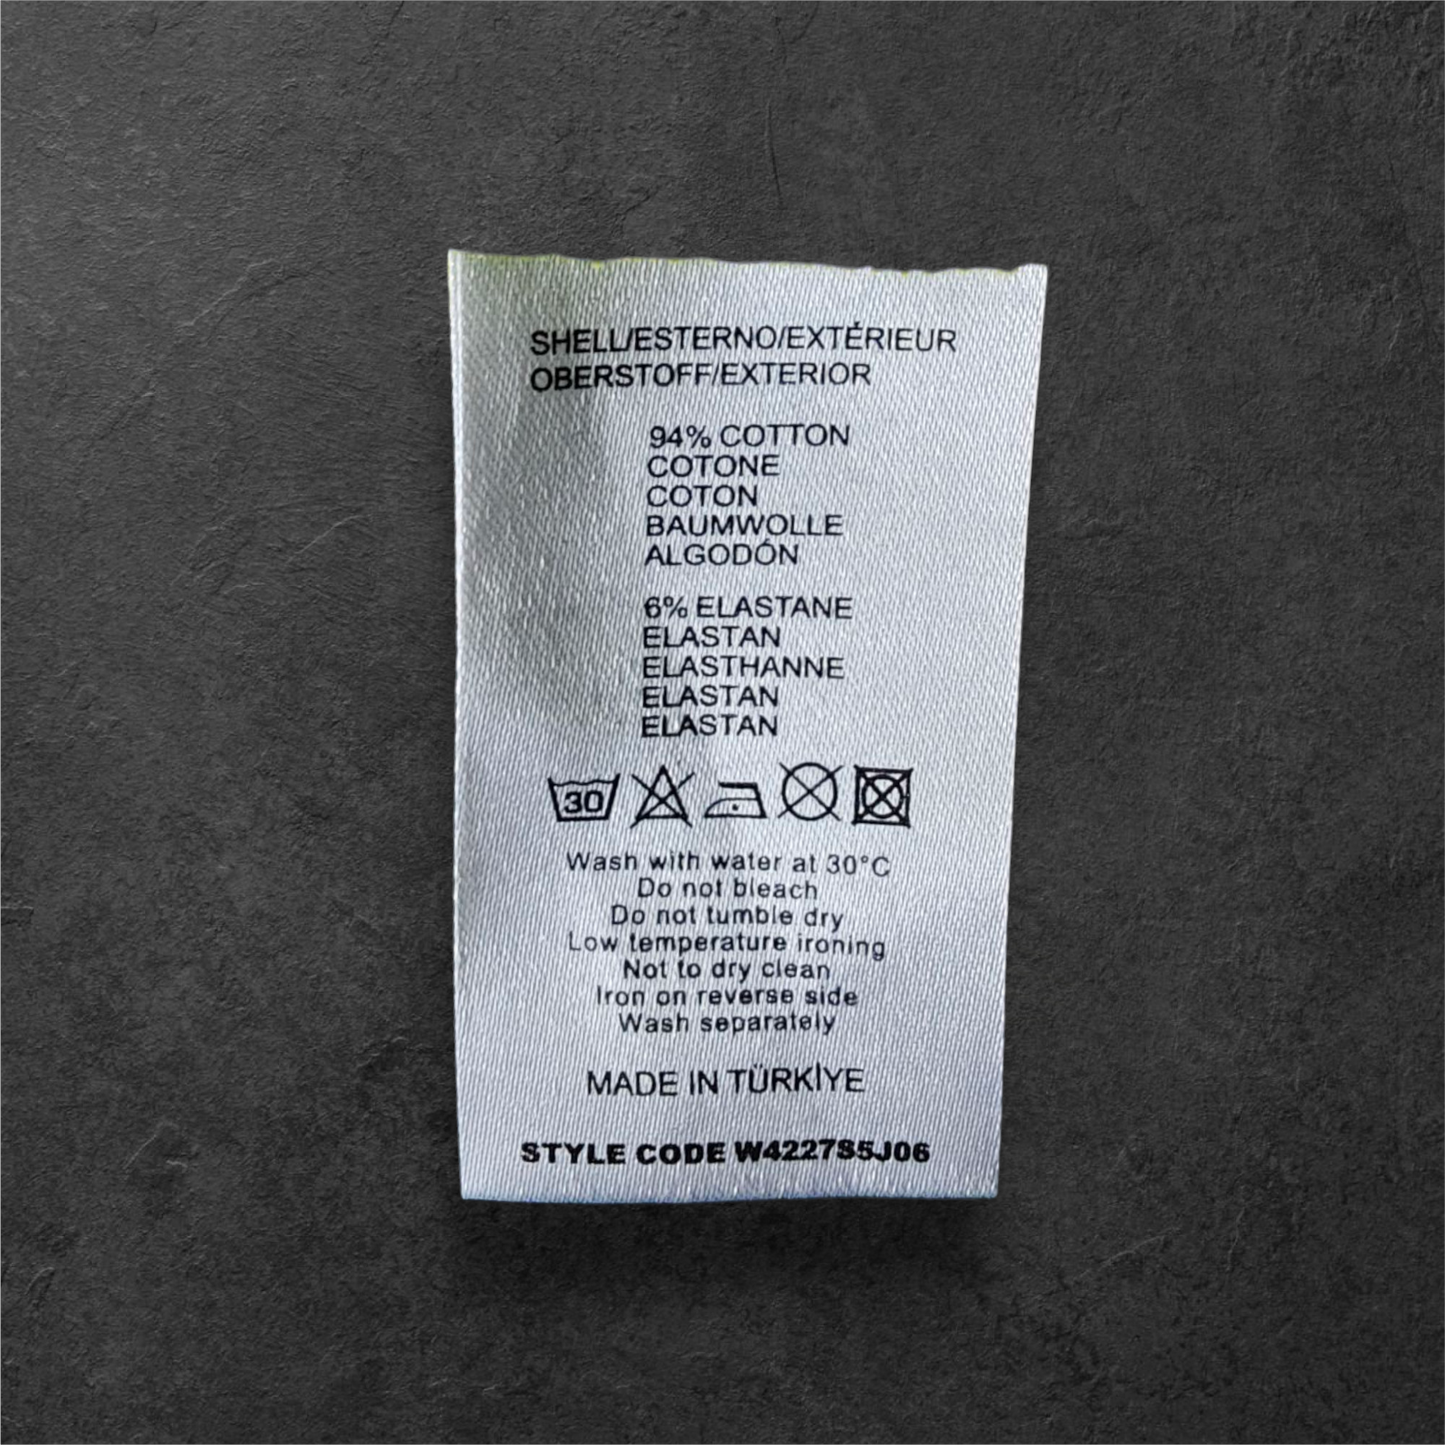 SHELL/ESTERNO/EXTÉRIEUR
OBERSTOFF/EXTERIOR
94% COTTON
COTONE
COTON
BAUMWOLLE
ALGODÓN
6% ELASTANE
ELASTAN
ELASTHANNE
ELASTAN
ELASTAN
30
Wash with water at 30°C
Do not bleach
Do not tumble dry
Low temperature ironing
Not to dry clean
Iron on reverse side
Wash separately
MADE IN TÜRKİYE
STYLE CODE W4227S5J06